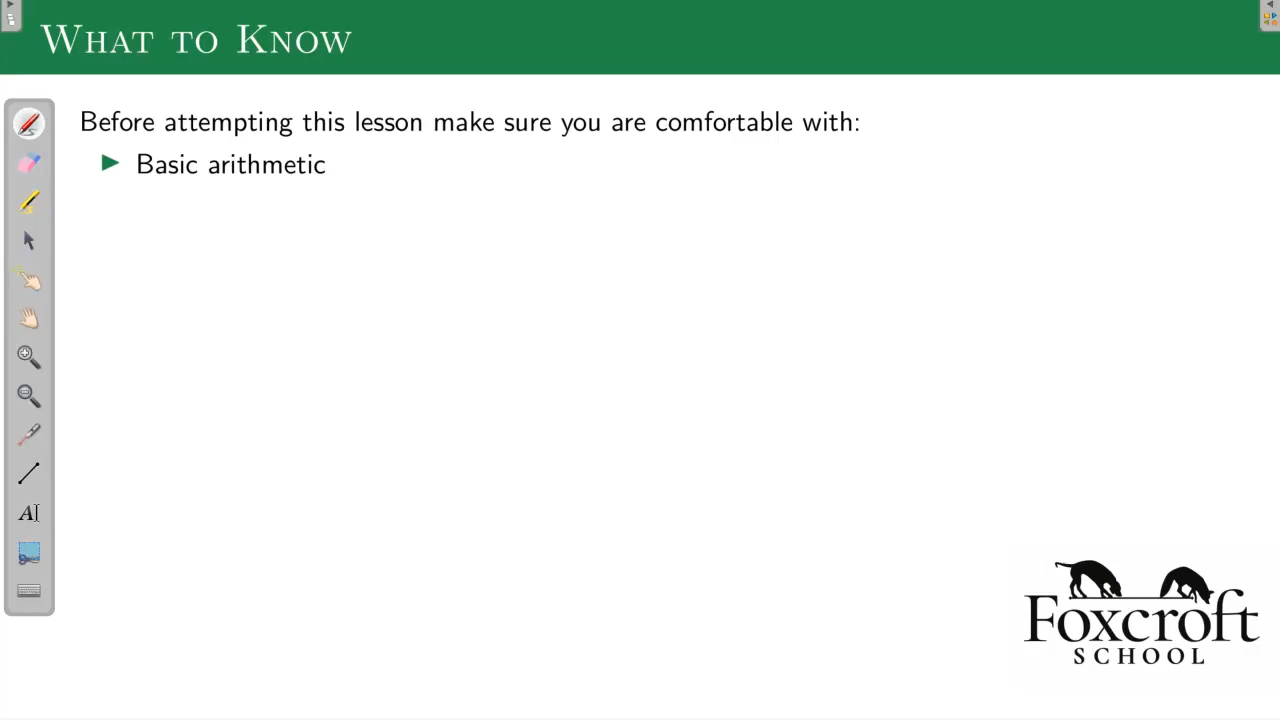 What to Know
Before attempting this lesson make sure you are comfortable with:
Basic arithmetic
A
Foxcroft
SCHOOL